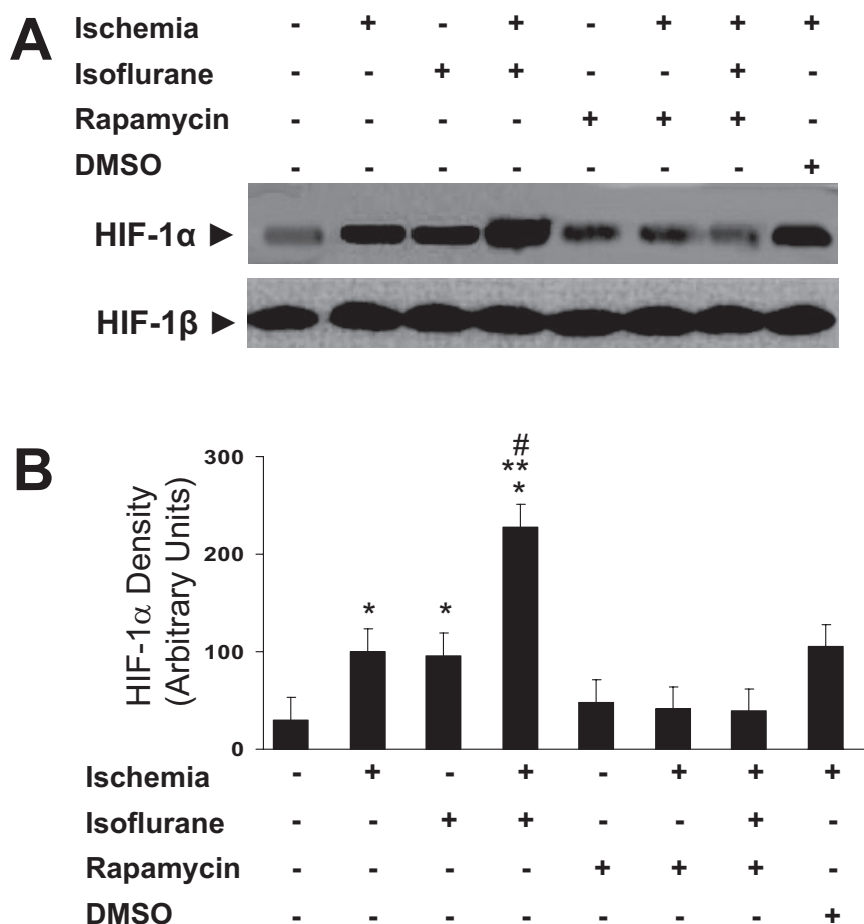 A
Ischemia - + - + - + + +
Isoflurane - - + + - - + -
Rapamycin - - - - + + + -
DMSO - - - - - - - +
HIF-1α ►
HIF-1β ►
B
HIF-1α Density
(Arbitrary Units)
300
200
100
0
* * # ** *
Ischemia - + - + - + + +
Isoflurane - - + + - - + -
Rapamycin - - - - + + + -
DMSO - - - - - - - +